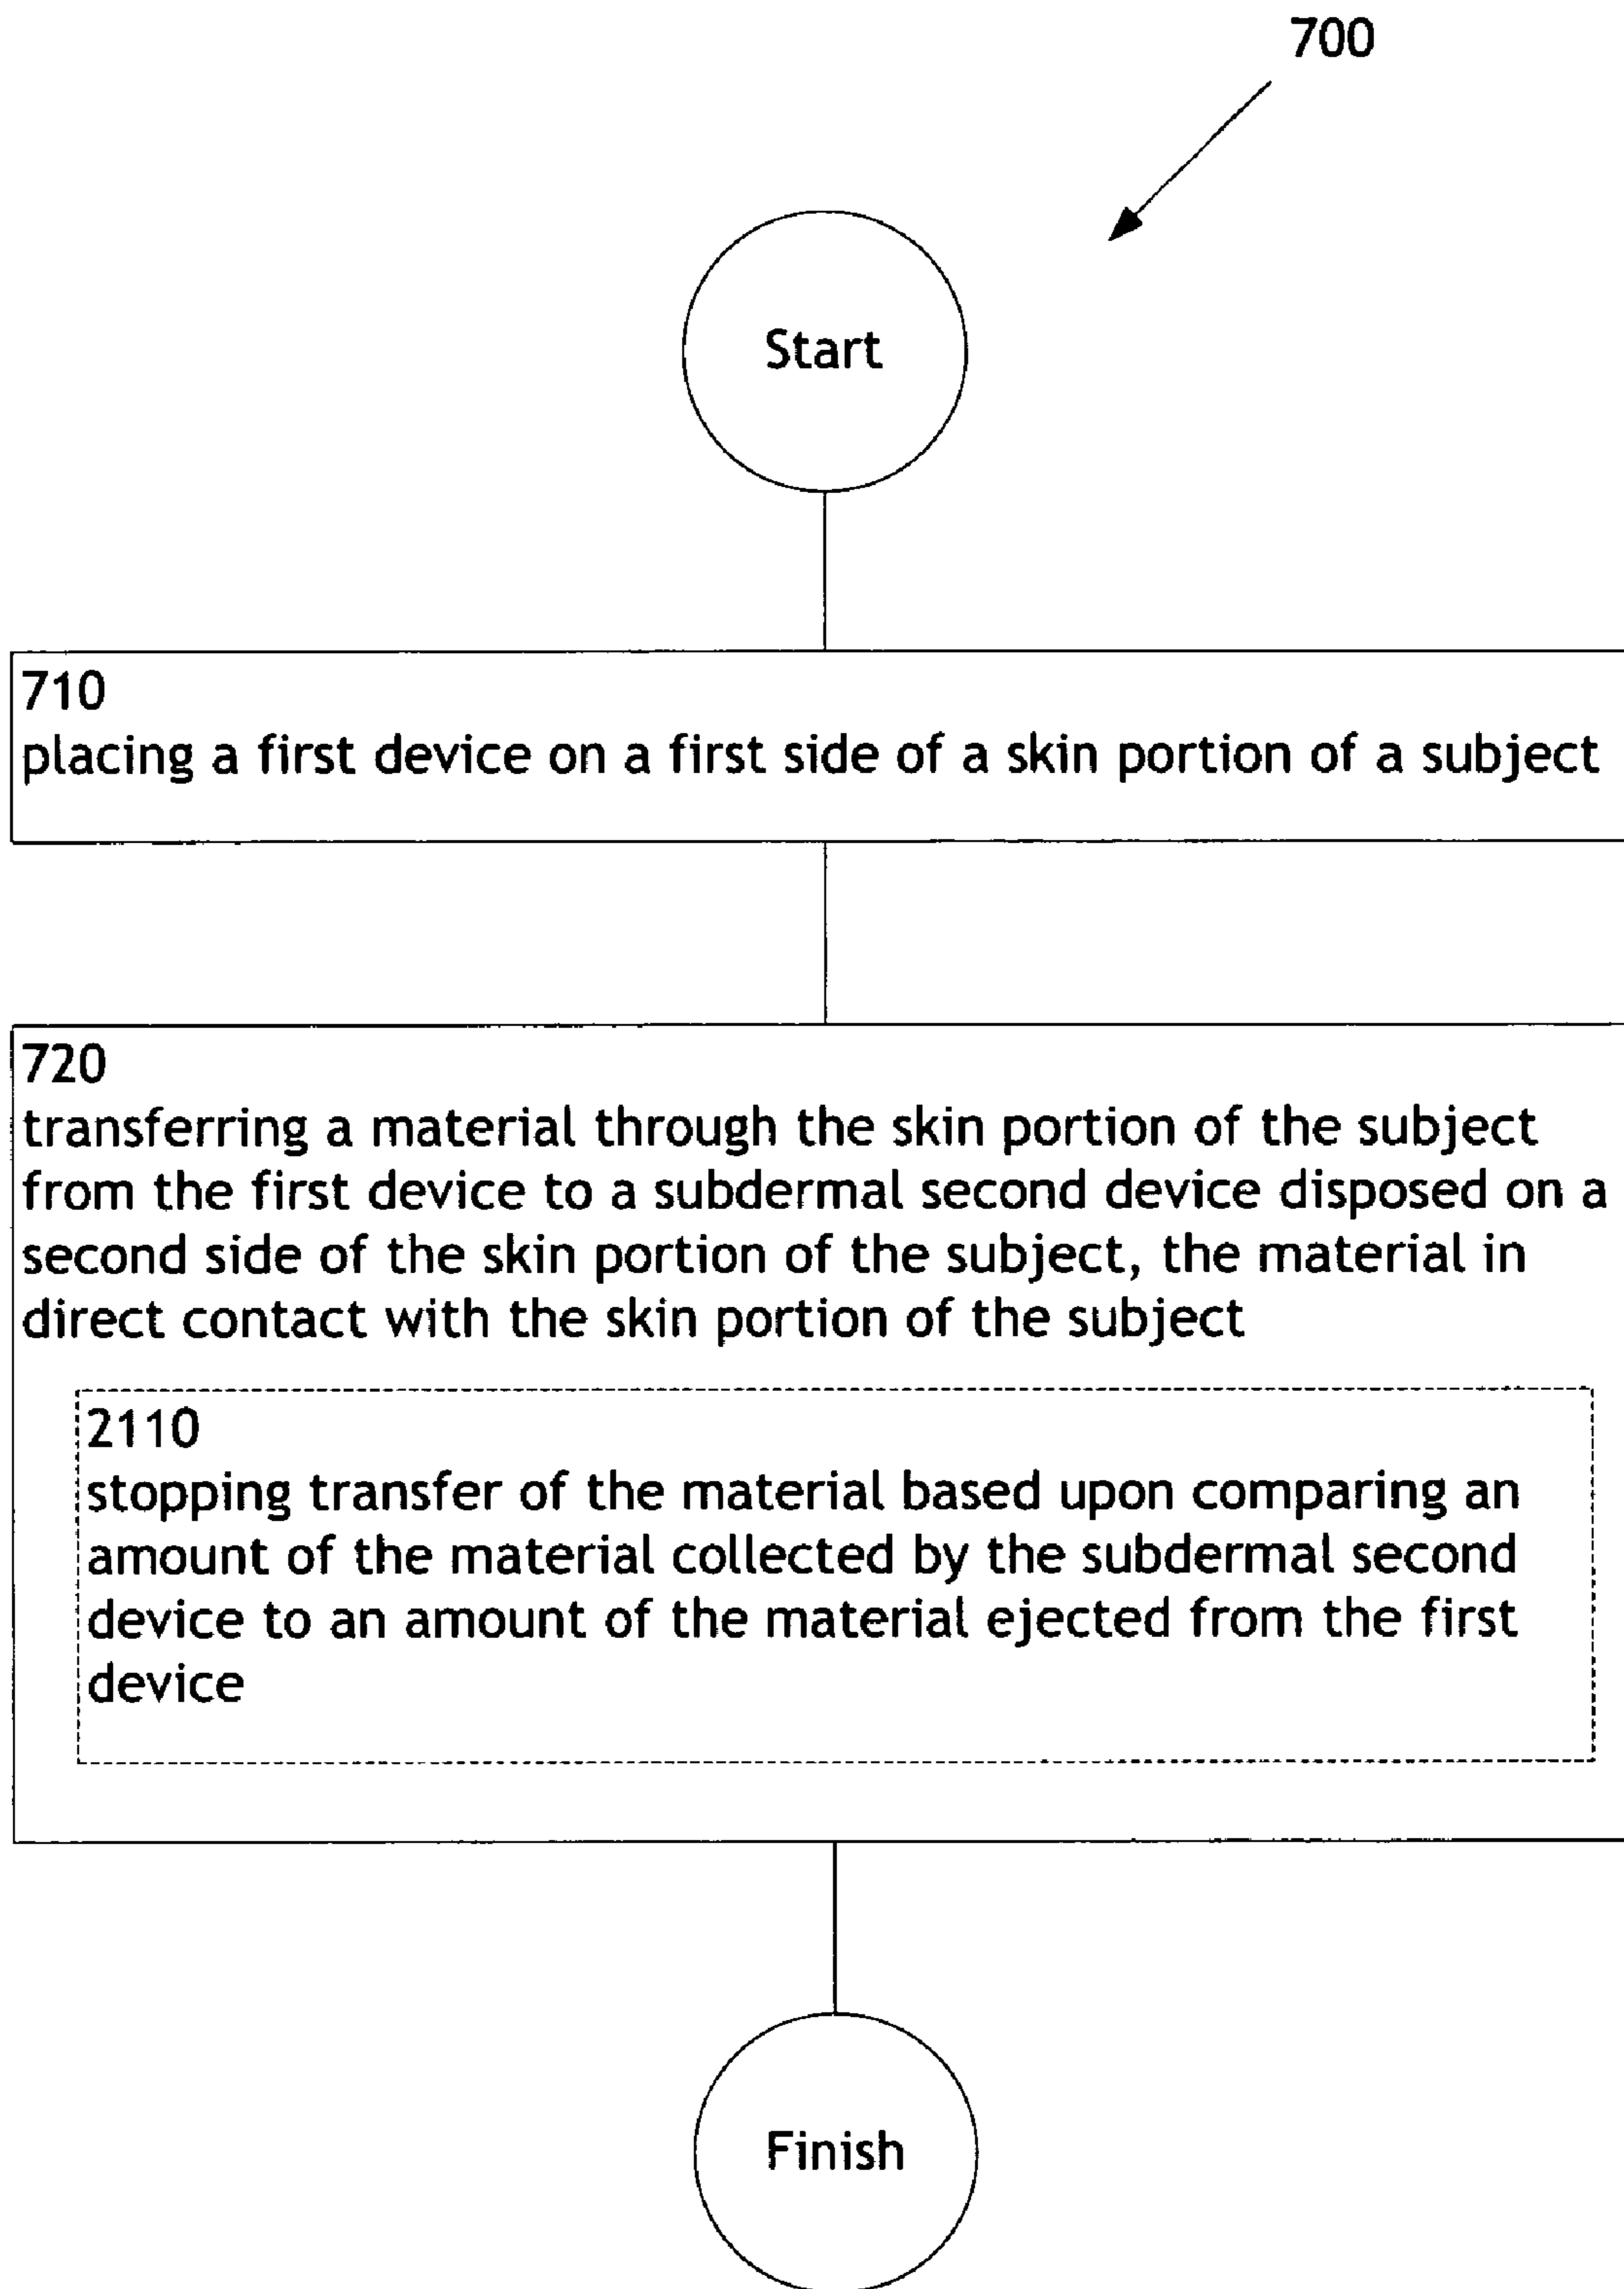 700
Start
710
placing a first device on a first side of a skin portion of a subject
720
transferring a material through the skin portion of the subject
from the first device to a subdermal second device disposed on a
second side of the skin portion of the subject, the material in
direct contact with the skin portion of the subject
2110
stopping transfer of the material based upon comparing an
amount of the material collected by the subdermal second
device to an amount of the material ejected from the first
device
Finish